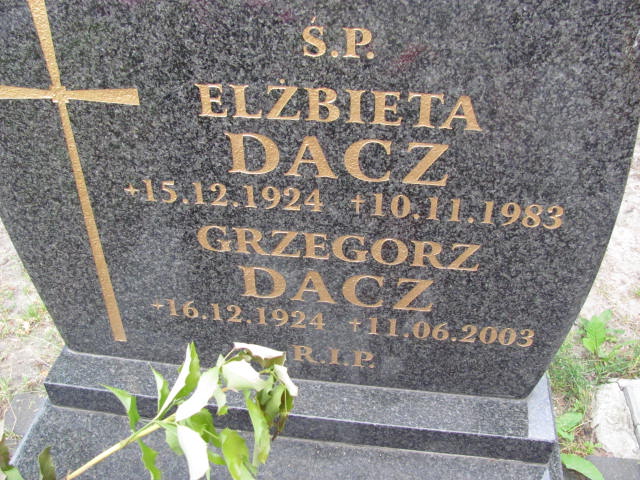 Ś.P.
ELŻBIETA
DACZ
+15.12.1924 †10.11.1983
GRZEGORZ
DACZ
+16.12.1924 †11.06.2003
R.I.P.